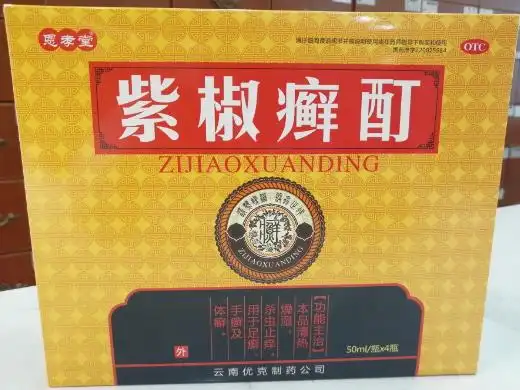 恩孝堂
OTC
紫椒癣酊
ZIJIAOXUANDING
癣
ZIJIAOXUANDING
【功能主治】
本品清热
燥湿,
杀虫止痒。
用于足癣、
手癣及
体癣。
外
50ml/瓶x4瓶
云南优克制药公司